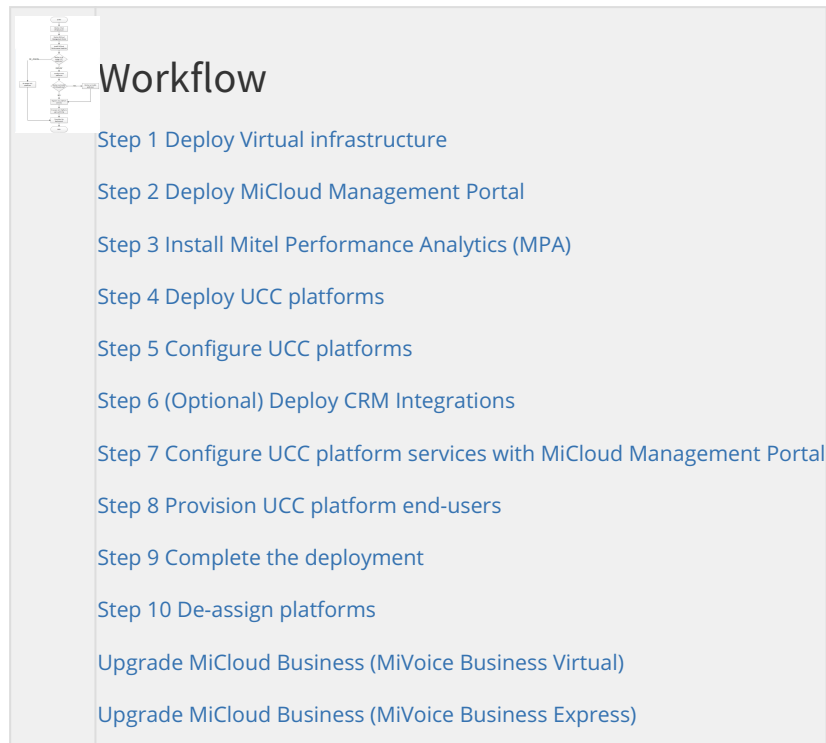 Workflow
Step 1 Deploy Virtual infrastructure
Step 2 Deploy MiCloud Management Portal
Step 3 Install Mitel Performance Analytics (MPA)
Step 4 Deploy UCC platforms
Step 5 Configure UCC platforms
Step 6 (Optional) Deploy CRM Integrations
Step 7 Configure UCC platform services with MiCloud Management Portal
Step 8 Provision UCC platform end-users
Step 9 Complete the deployment
Step 10 De-assign platforms
Upgrade MiCloud Business (MiVoice Business Virtual)
Upgrade MiCloud Business (MiVoice Business Express)